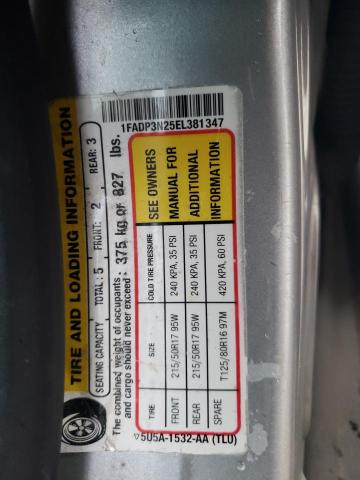 TIRE AND LOADING INFORMATION
SEATING CAPACITY TOTAL: 5 FRONT: 2 REAR: 3
The combined weight of occupants
and cargo should never exceed: 375 kg or 827 lbs.
1FADP3N25EL381347
TIRE SIZE COLD TIRE PRESSURE SEE OWNERS
FRONT 215/50R17 95W 240 KPA, 35 PSI MANUAL FOR
REAR 215/50R17 95W 240 KPA, 35 PSI ADDITIONAL
SPARE T125/80R16 97M 420 KPA, 60 PSI INFORMATION
5U5A-1532-AA (TLU)